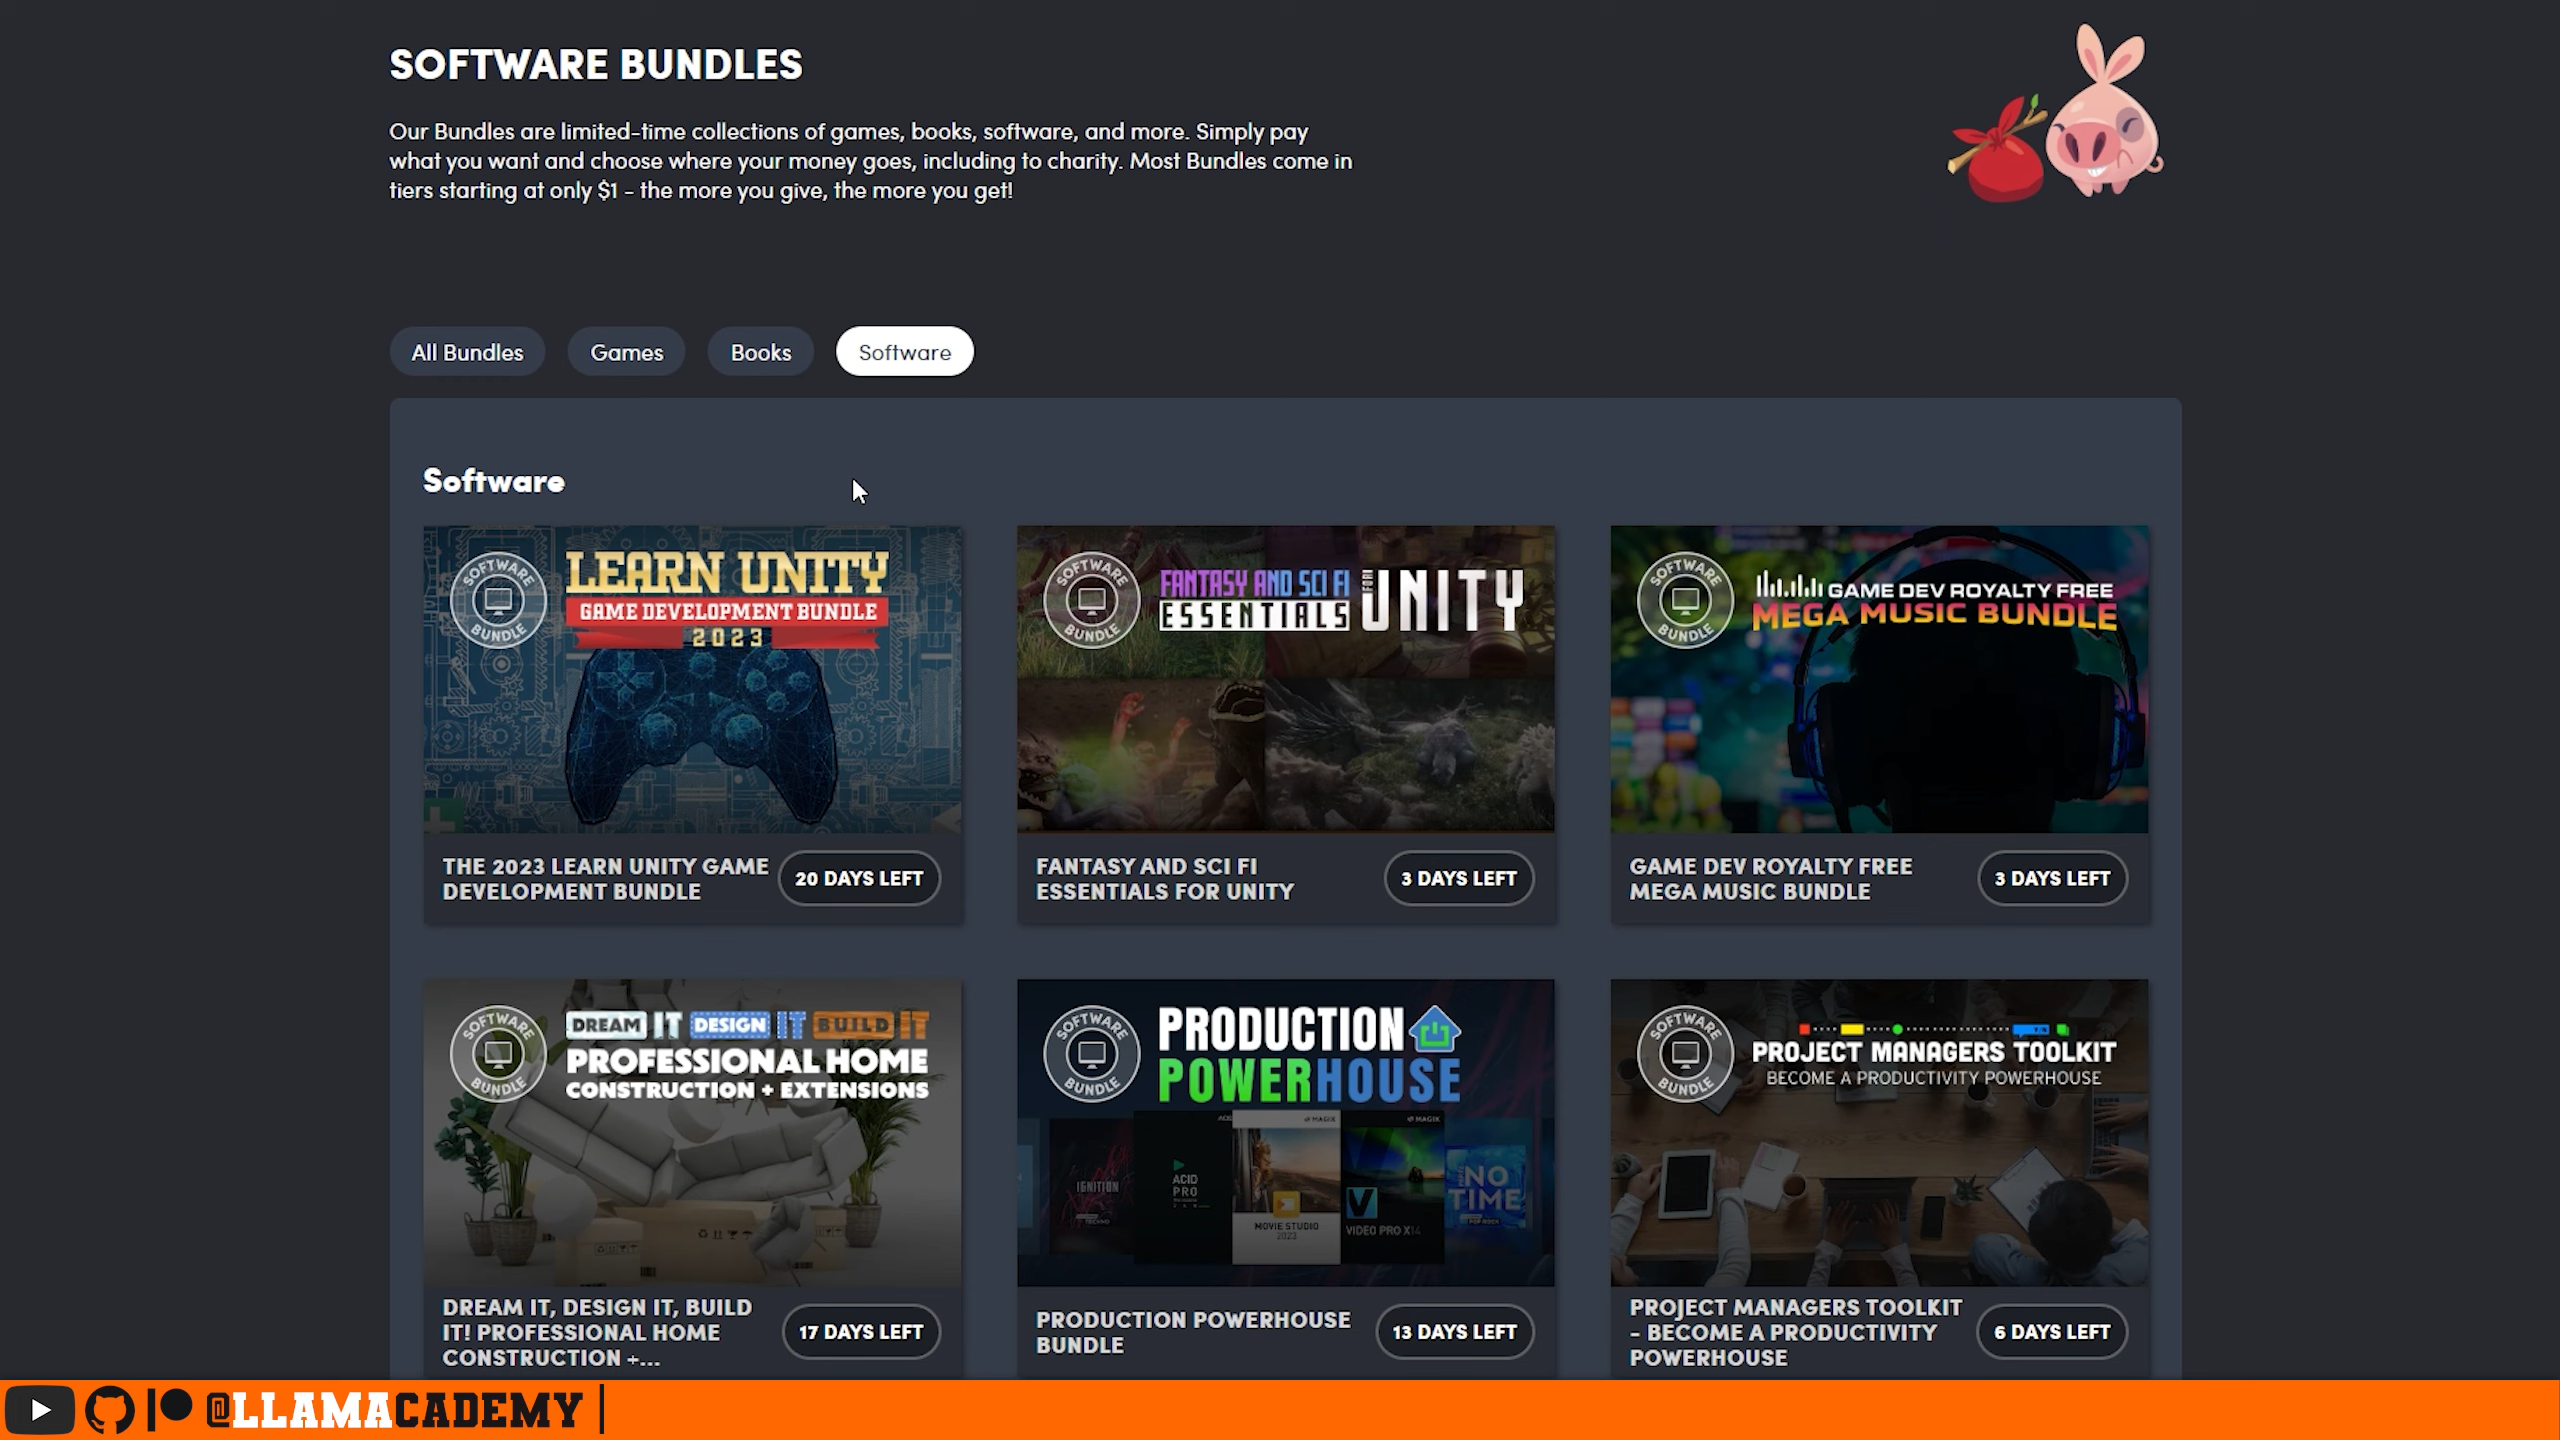 SOFTWARE BUNDLES
Our Bundles are limited-time collections of games, books, software, and more. Simply pay
what you want and choose where your money goes, including to charity. Most Bundles come in
tiers starting at only $1 - the more you give, the more you get!
All Bundles
Games
Books
Software
Software
SOFTWARE BUNDLE
LEARN UNITY
GAME DEVELOPMENT BUNDLE
2023
SOFTWARE BUNDLE
FANTASY AND SCI FI
ESSENTIALS
FOR
UNITY
SOFTWARE BUNDLE
GAME DEV ROYALTY FREE
MEGA MUSIC BUNDLE
THE 2023 LEARN UNITY GAME
DEVELOPMENT BUNDLE
20 DAYS LEFT
FANTASY AND SCI FI
ESSENTIALS FOR UNITY
3 DAYS LEFT
GAME DEV ROYALTY FREE
MEGA MUSIC BUNDLE
3 DAYS LEFT
SOFTWARE BUNDLE
DREAM IT DESIGN IT BUILD IT
PROFESSIONAL HOME
CONSTRUCTION + EXTENSIONS
SOFTWARE BUNDLE
PRODUCTION
POWERHOUSE
IGNITION
ACID
PRO
MAGIX
MOVIE STUDIO
2023
MAGIX
VIDEO PRO X14
NO
TIME
SOFTWARE BUNDLE
PROJECT MANAGERS TOOLKIT
BECOME A PRODUCTIVITY POWERHOUSE
DREAM IT, DESIGN IT, BUILD
IT! PROFESSIONAL HOME
CONSTRUCTION +...
17 DAYS LEFT
PRODUCTION POWERHOUSE
BUNDLE
13 DAYS LEFT
PROJECT MANAGERS TOOLKIT
- BECOME A PRODUCTIVITY
POWERHOUSE
6 DAYS LEFT
@LLAMACADEMY